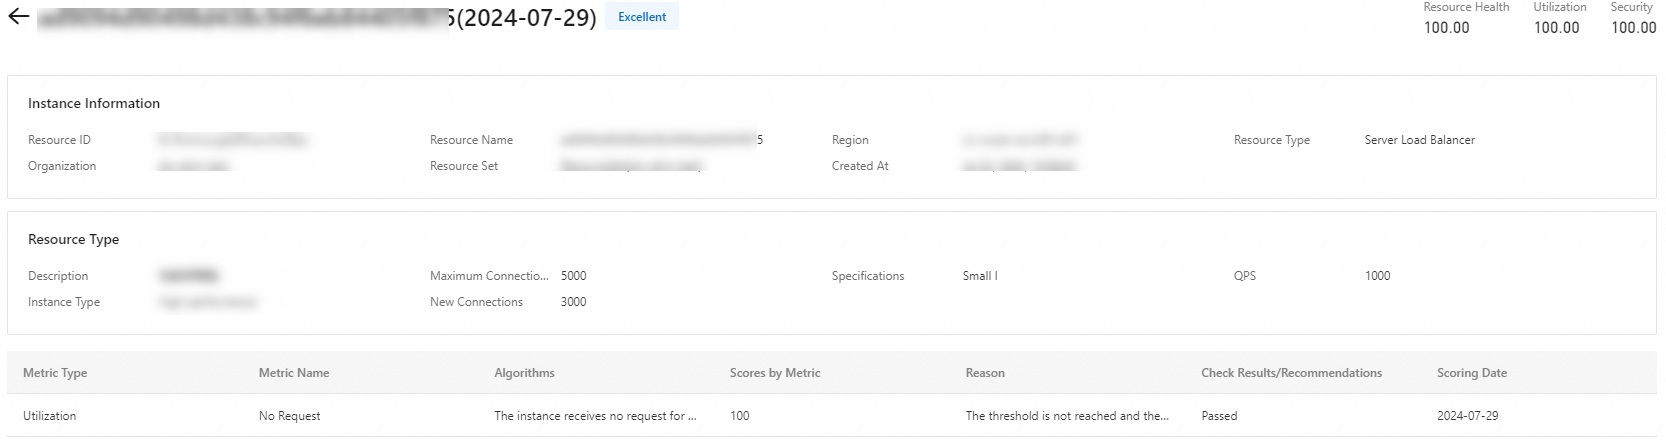 5(2024-07-29) Excellent
Resource Health Utilization Security
100.00 100.00 100.00
Instance Information
Resource ID Resource Name 5 Region Resource Type Server Load Balancer
Organization Resource Set Created At
Resource Type
Description Maximum Connectio... 5000 Specifications Small I QPS 1000
Instance Type New Connections 3000
Metric Type Metric Name Algorithms Scores by Metric Reason Check Results/Recommendations Scoring Date
Utilization No Request The instance receives no request for ... 100 The threshold is not reached and the... Passed 2024-07-29